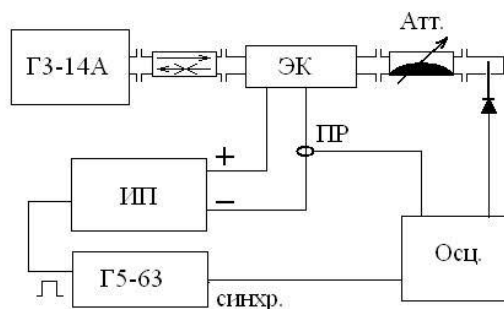 Атт.
Г3-14А
ЭК
ПР
+
ИП
−
Осц.
Г5-63
синхр.